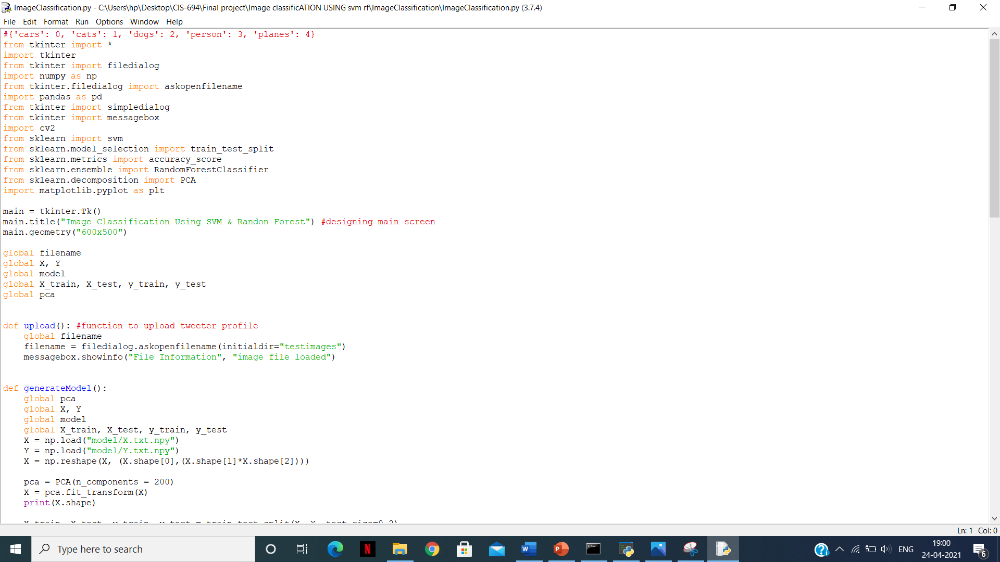 ImageClassification.py - C:\Users\hp\Desktop\CIS-694\Final project\Image classificATION USING svm rf\ImageClassification\ImageClassification.py (3.7.4)
File Edit Format Run Options Window Help
#{'cars': 0, 'cats': 1, 'dogs': 2, 'person': 3, 'planes': 4}
from tkinter import *
import tkinter
from tkinter import filedialog
import numpy as np
from tkinter.filedialog import askopenfilename
import pandas as pd
from tkinter import simpledialog
from tkinter import messagebox
import cv2
from sklearn import svm
from sklearn.model_selection import train_test_split
from sklearn.metrics import accuracy_score
from sklearn.ensemble import RandomForestClassifier
from sklearn.decomposition import PCA
import matplotlib.pyplot as plt
main = tkinter.Tk()
main.title("Image Classification Using SVM & Randon Forest") #designing main screen
main.geometry("600x500")
global filename
global X, Y
global model
global X_train, X_test, y_train, y_test
global pca
def upload(): #function to upload tweeter profile
    global filename
    filename = filedialog.askopenfilename(initialdir="testimages")
    messagebox.showinfo("File Information", "image file loaded")
def generateModel():
    global pca
    global X, Y
    global model
    global X_train, X_test, y_train, y_test
    X = np.load("model/X.txt.npy")
    Y = np.load("model/Y.txt.npy")
    X = np.reshape(X, (X.shape[0],(X.shape[1]*X.shape[2])))
    pca = PCA(n_components = 200)
    X = pca.fit_transform(X)
    print(X.shape)
    X_train, X_test, y_train, y_test = train_test_split(X, Y, test_size=0.2)
Ln: 1 Col: 0
Type here to search
ENG
19:00
24-04-2021
6